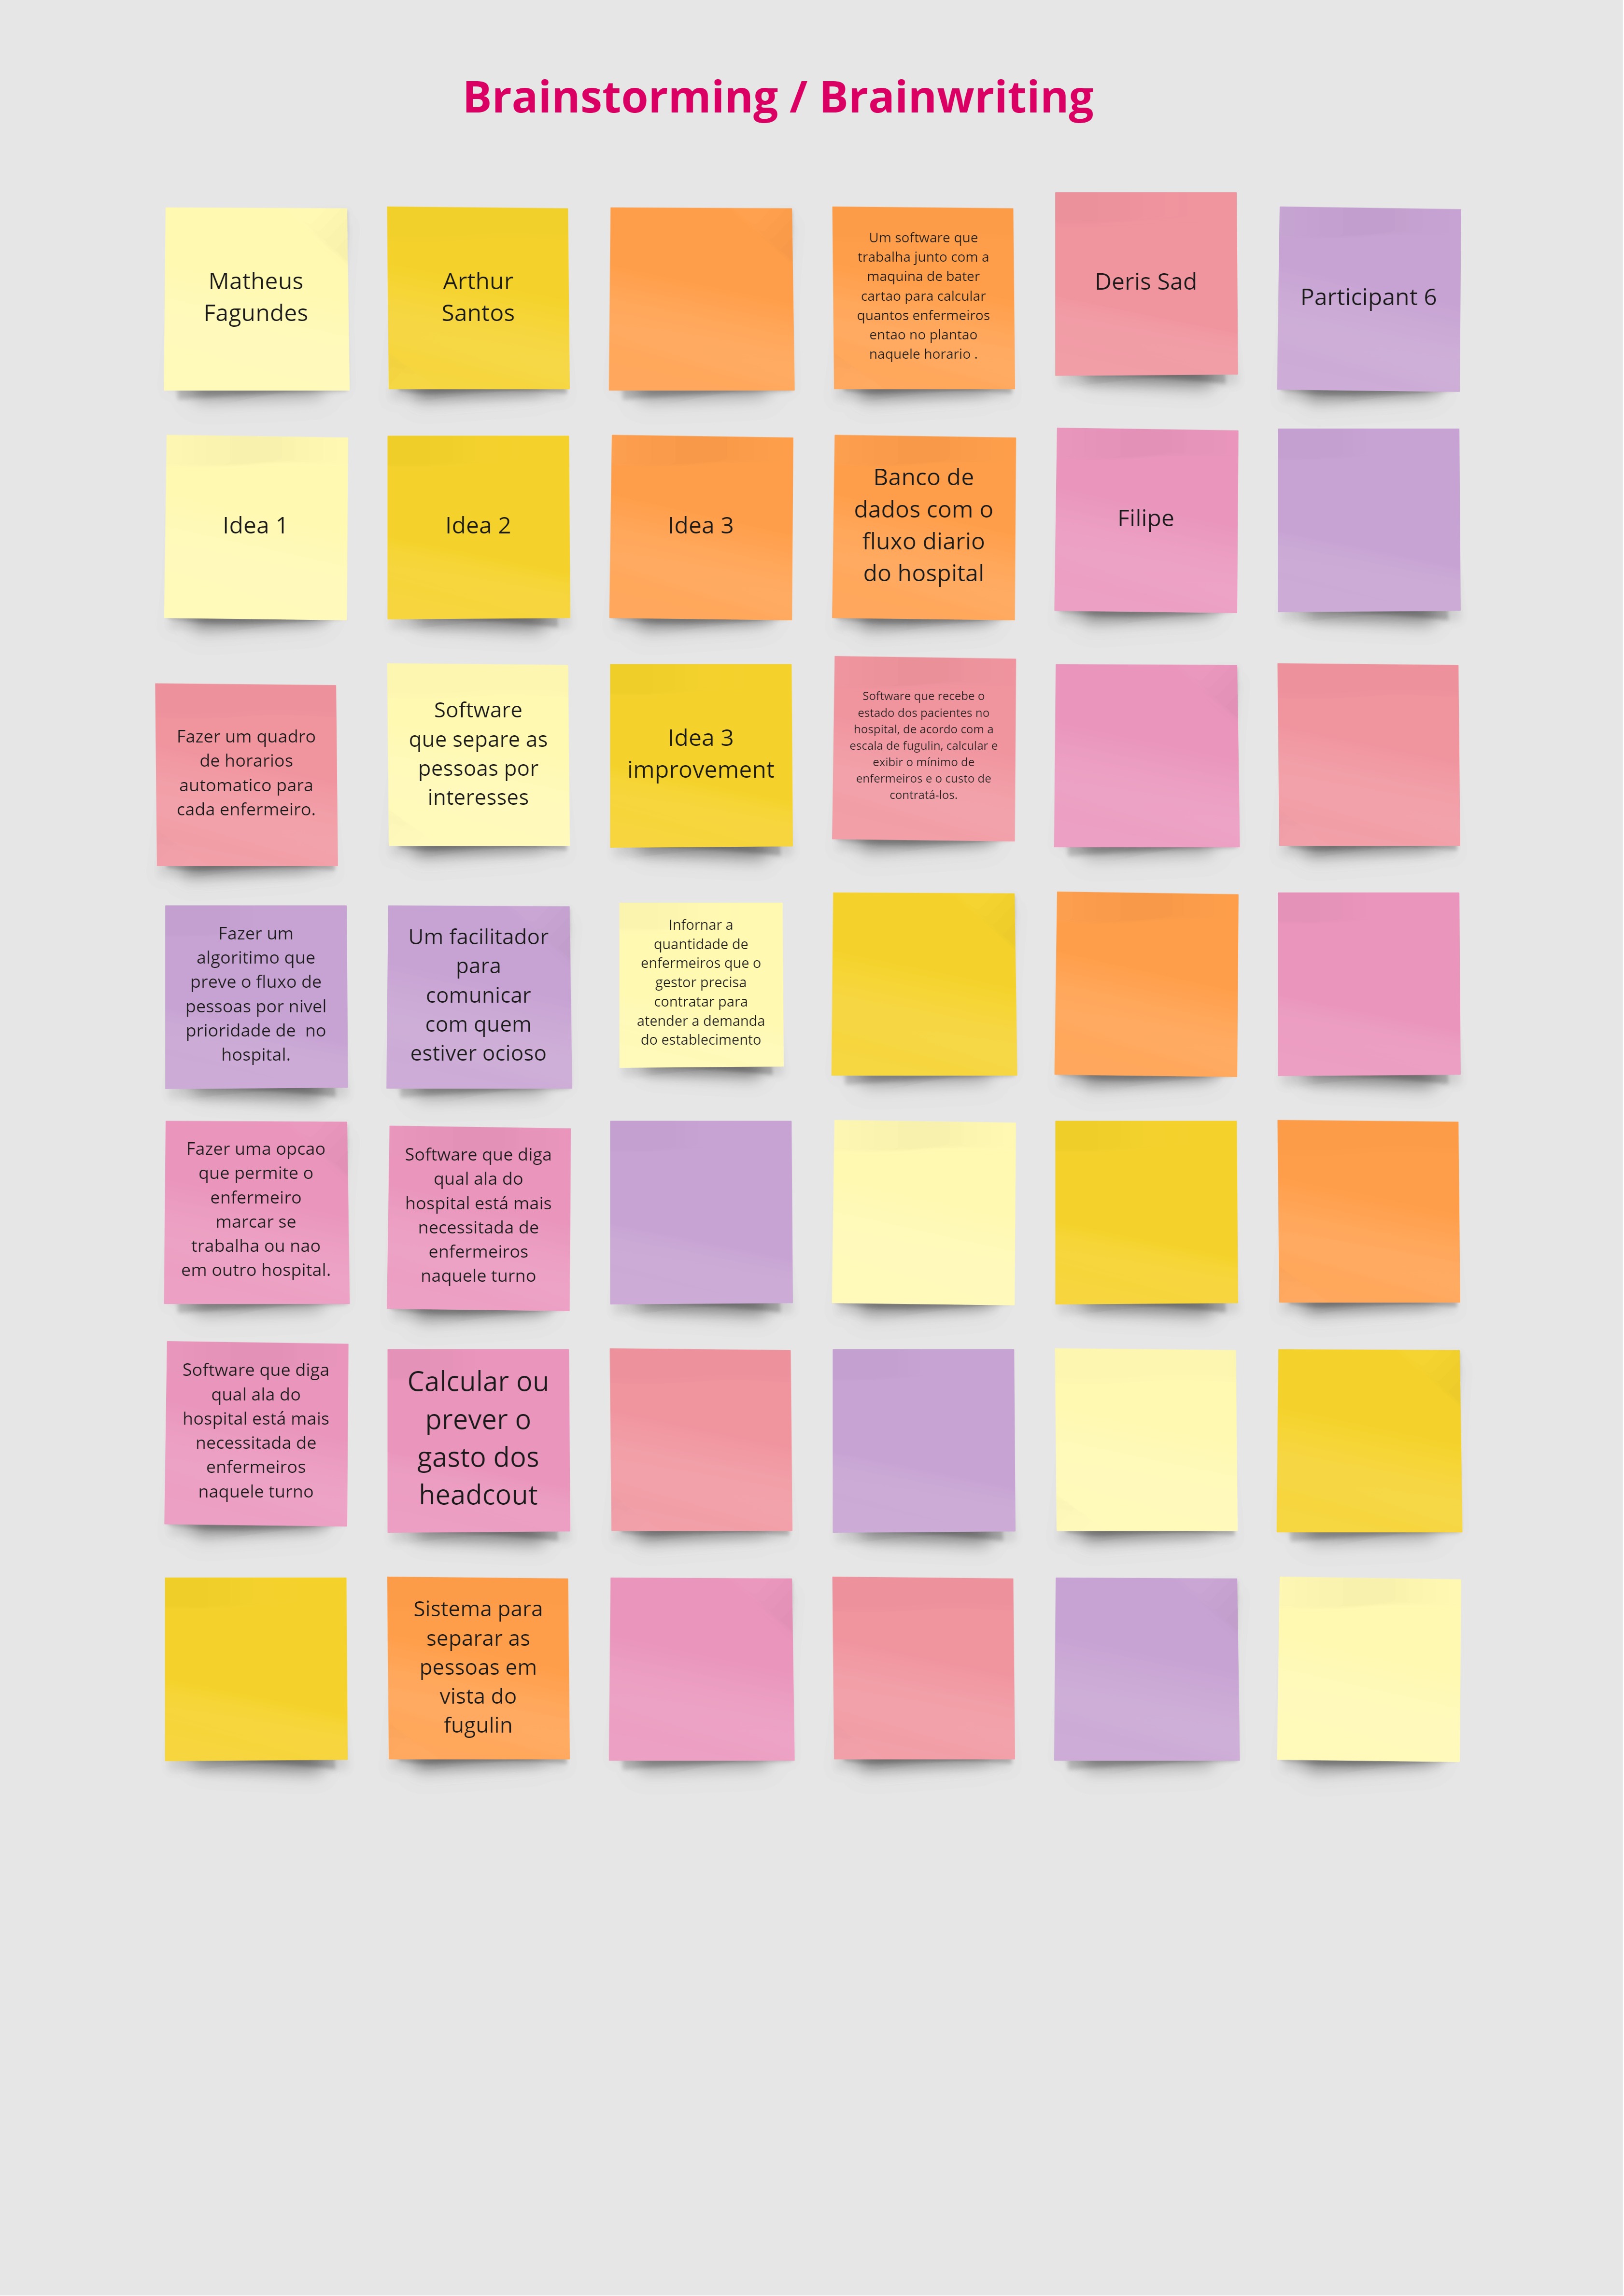 Brainstorming / Brainwriting
Matheus
Fagundes
Arthur
Santos
Um software que
trabalha junto com a
maquina de bater
cartao para calcular
quantos enfermeiros
entao no plantao
naquele horario .
Deris Sad
Participant 6
Idea 1
Idea 2
Idea 3
Banco de
dados com o
fluxo diario
do hospital
Filipe
Fazer um quadro
de horarios
automatico para
cada enfermeiro.
Software
que separe as
pessoas por
interesses
Idea 3
improvement
Software que recebe o
estado dos pacientes no
hospital, de acordo com a
escala de fugulin, calcular e
exibir o mínimo de
enfermeiros e o custo de
contratá-los.
Fazer um
algoritimo que
preve o fluxo de
pessoas por nivel
prioridade de  no
hospital.
Um facilitador
para
comunicar
com quem
estiver ocioso
Infornar a
quantidade de
enfermeiros que o
gestor precisa
contratar para
atender a demanda
do establecimento
Fazer uma opcao
que permite o
enfermeiro
marcar se
trabalha ou nao
em outro hospital.
Software que diga
qual ala do
hospital está mais
necessitada de
enfermeiros
naquele turno
Software que diga
qual ala do
hospital está mais
necessitada de
enfermeiros
naquele turno
Calcular ou
prever o
gasto dos
headcout
Sistema para
separar as
pessoas em
vista do
fugulin